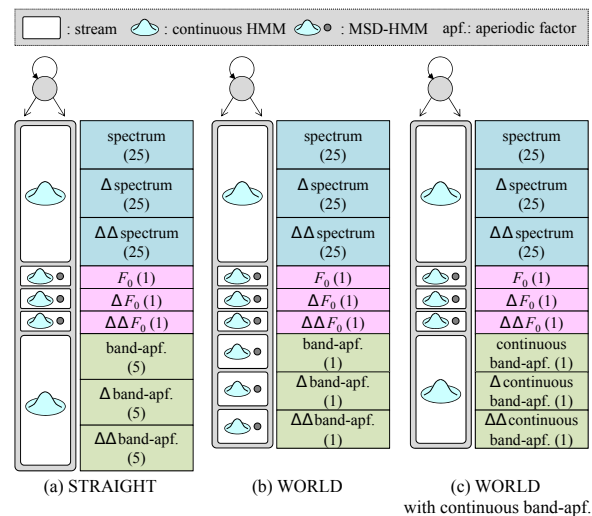 : stream : continuous HMM : MSD-HMM apf.: aperiodic factor
spectrum
(25)
Δ spectrum
(25)
ΔΔ spectrum
(25)
F0 (1)
ΔF0 (1)
ΔΔF0 (1)
band-apf.
(5)
Δ band-apf.
(5)
ΔΔ band-apf.
(5)
(a) STRAIGHT
spectrum
(25)
Δ spectrum
(25)
ΔΔ spectrum
(25)
F0 (1)
ΔF0 (1)
ΔΔF0 (1)
band-apf.
(1)
Δ band-apf.
(1)
ΔΔ band-apf.
(1)
(b) WORLD
spectrum
(25)
Δ spectrum
(25)
ΔΔ spectrum
(25)
F0 (1)
ΔF0 (1)
ΔΔF0 (1)
continuous
band-apf. (1)
Δ continuous
band-apf. (1)
ΔΔ continuous
band-apf. (1)
(c) WORLD
with continuous band-apf.